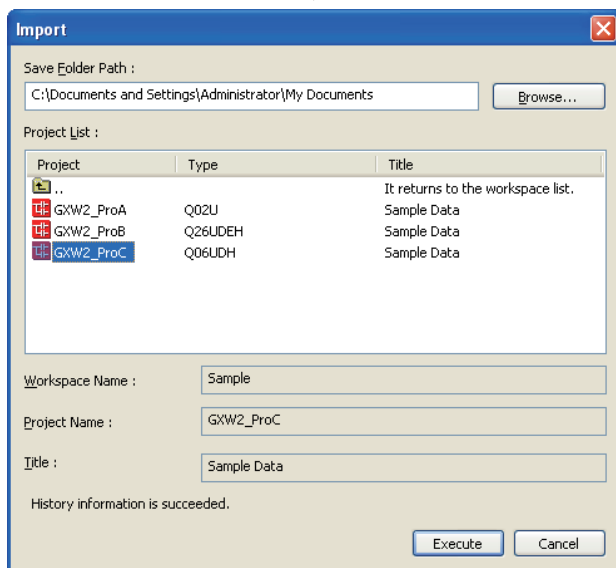 Import
Save Folder Path :
C:\Documents and Settings\Administrator\My Documents
Browse...
Project List :
Project Type Title
.. It returns to the workspace list.
GXW2_ProA Q02U Sample Data
GXW2_ProB Q26UDEH Sample Data
GXW2_ProC Q06UDH Sample Data
Workspace Name : Sample
Project Name : GXW2_ProC
Title : Sample Data
History information is succeeded.
Execute Cancel